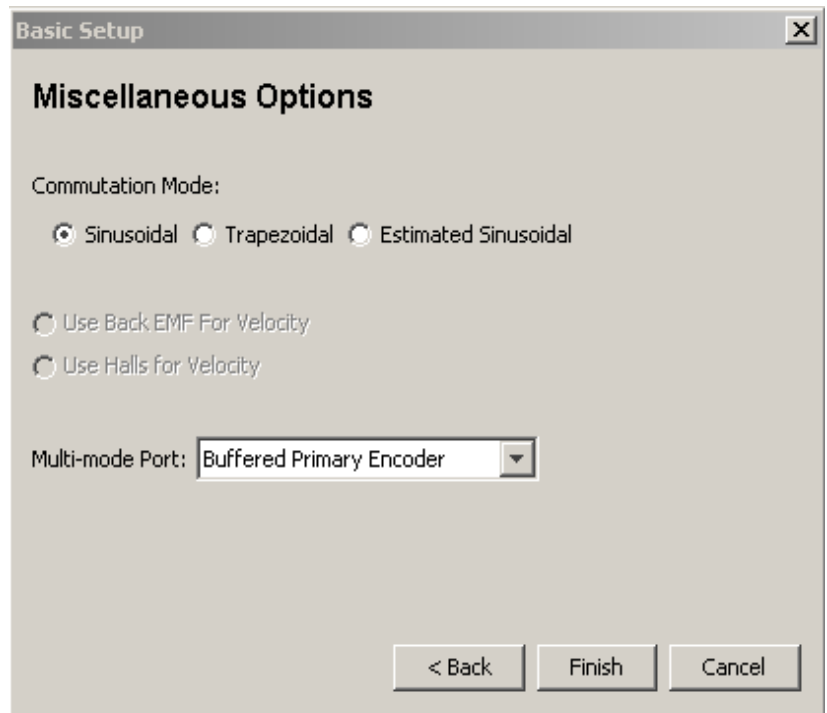 Basic Setup
Miscellaneous Options
Commutation Mode:
Sinusoidal Trapezoidal Estimated Sinusoidal
Use Back EMF For Velocity
Use Halls for Velocity
Multi-mode Port: Buffered Primary Encoder
< Back Finish Cancel